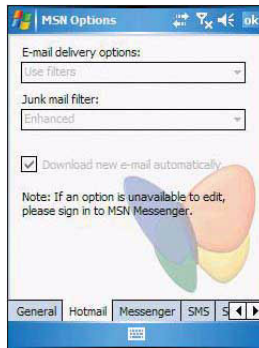 MSN Options
ok
E-mail delivery options:
Use filters
Junk mail filter:
Enhanced
Download new e-mail automatically
Note: If an option is unavailable to edit,
please sign in to MSN Messenger.
General Hotmail Messenger SMS S